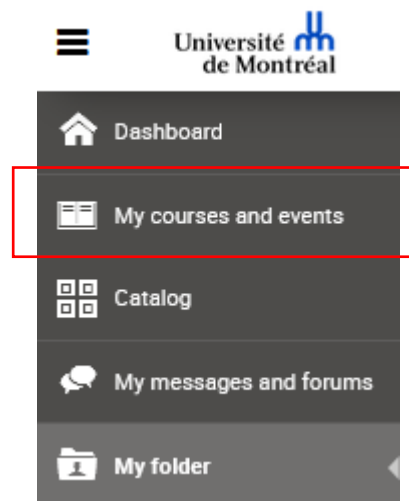 Université
de Montréal
Dashboard
My courses and events
Catalog
My messages and forums
My folder